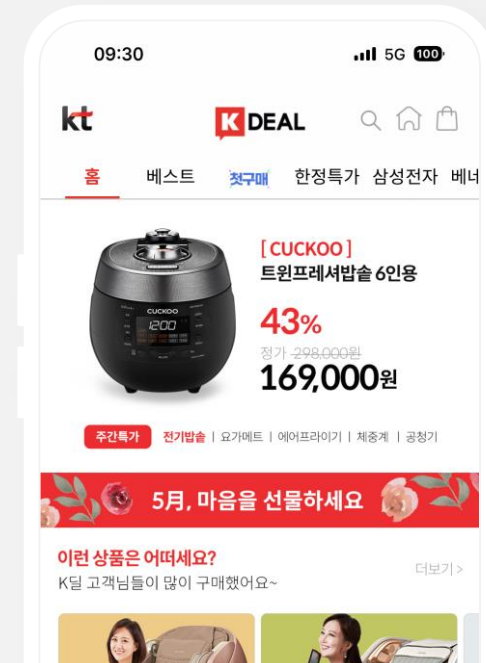 09:30
5G 100
kt
K DEAL
홈 베스트 첫구매 한정특가 삼성전자 베네
[ CUCKOO ]
트윈프레셔밥솥 6인용
43%
정가 298,000원
169,000원
CUCKOO
12:00
주간특가 전기밥솥 | 요가메트 | 에어프라이기 | 체중계 | 공청기
5月, 마음을 선물하세요
이런 상품은 어떠세요?
K딜 고객님들이 많이 구매했어요~
더보기 >